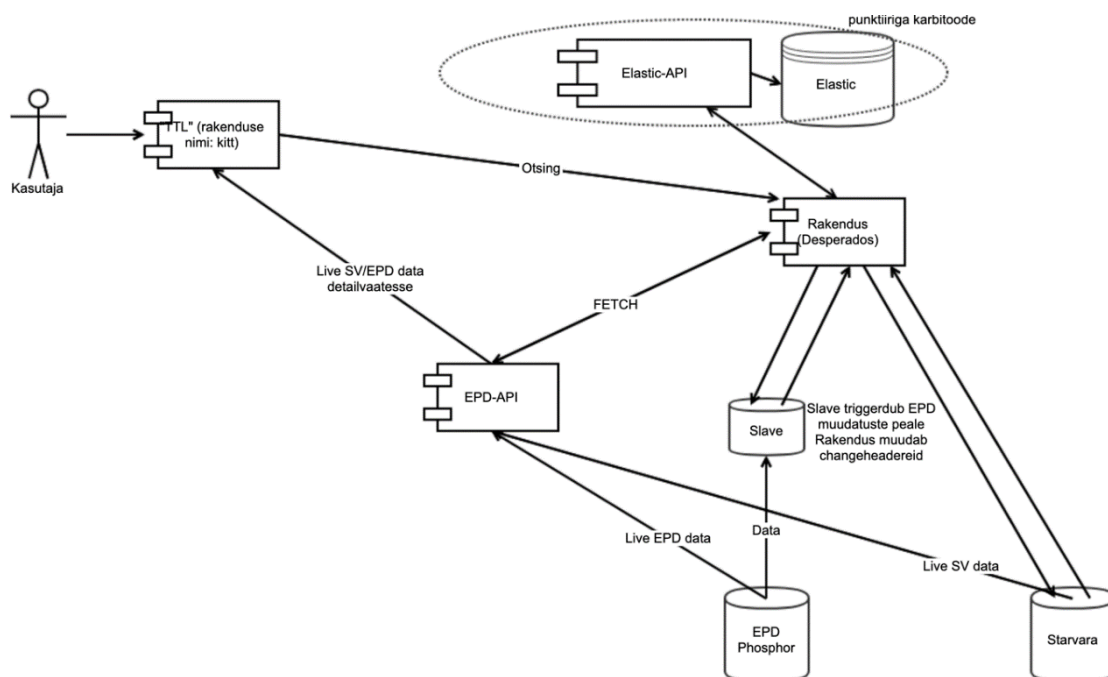 punktiiriga karbitoode
Elastic-API
Elastic
"TTL" (rakenduse
nimi: kitt)
Kasutaja
Otsing
Rakendus
(Desperados)
Live SV/EPD data
detailvaatesse
FETCH
EPD-API
Slave
Slave triggerdub EPD
muudatuste peale
Rakendus muudab
changeheadereid
Live EPD data
Data
Live SV data
EPD
Phosphor
Starvara